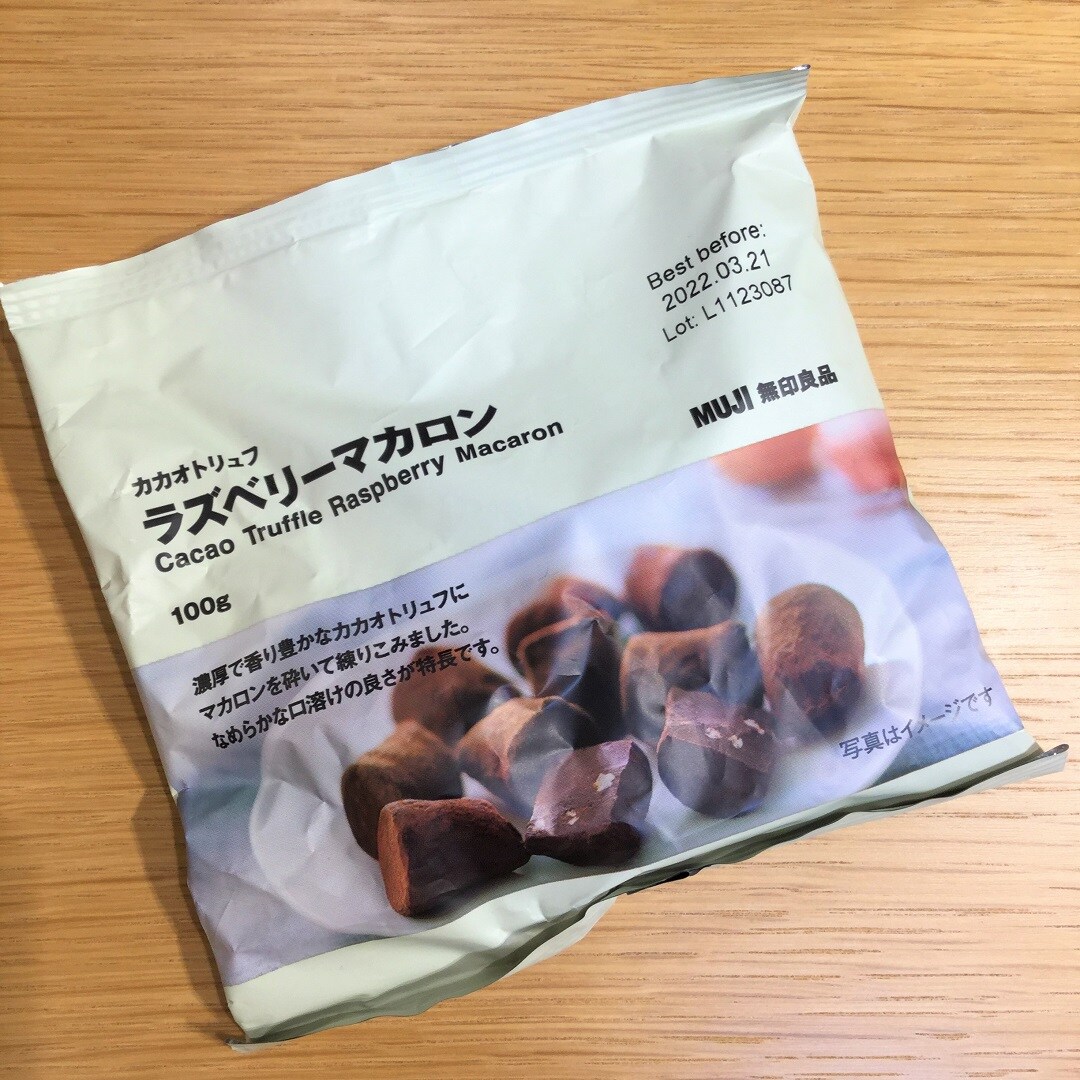 Best before:
2022.03.21
Lot: L1123087
MUJI 無印良品
カカオトリュフ
ラズベリーマカロン
Cacao Truffle Raspberry Macaron
100g
濃厚で香り豊かなカカオトリュフに
マカロンを砕いて練りこみました。
なめらかな口溶けの良さが特長です。
写真はイメージです